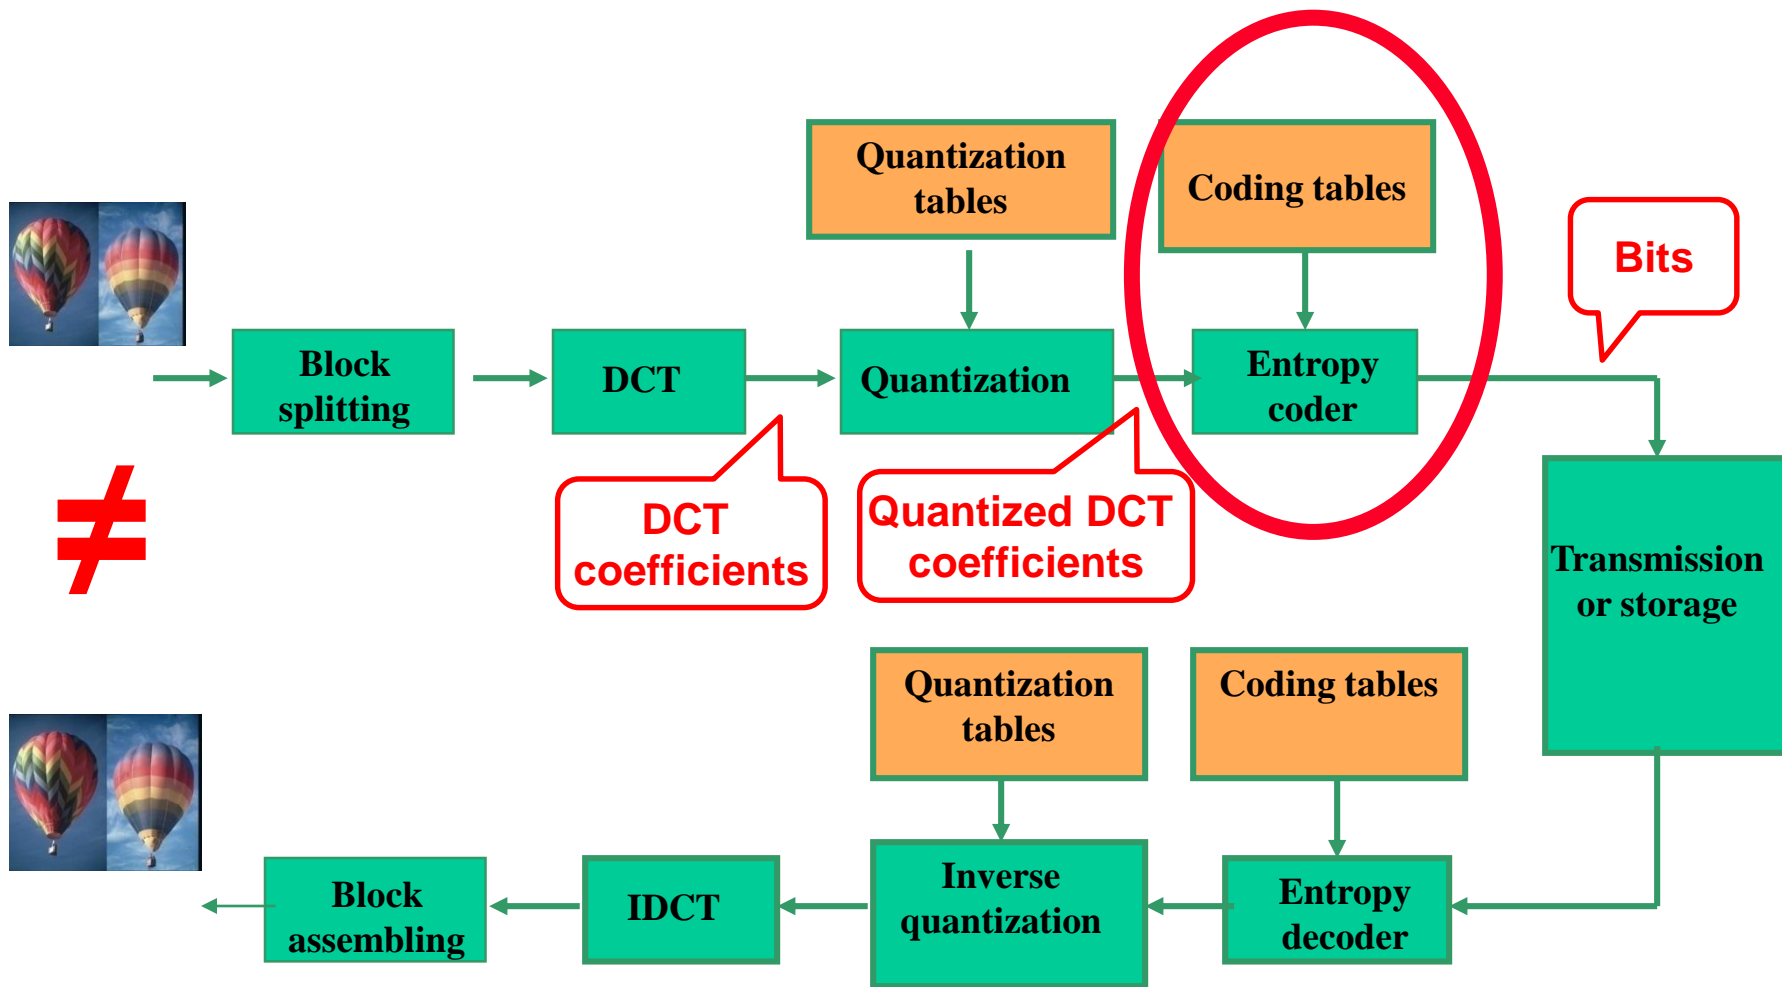 Quantization
tables
Coding tables
Bits
Block
splitting
DCT
Quantization
Entropy
coder
≠
DCT
coefficients
Quantized DCT
coefficients
Transmission
or storage
Quantization
tables
Coding tables
Block
assembling
IDCT
Inverse
quantization
Entropy
decoder